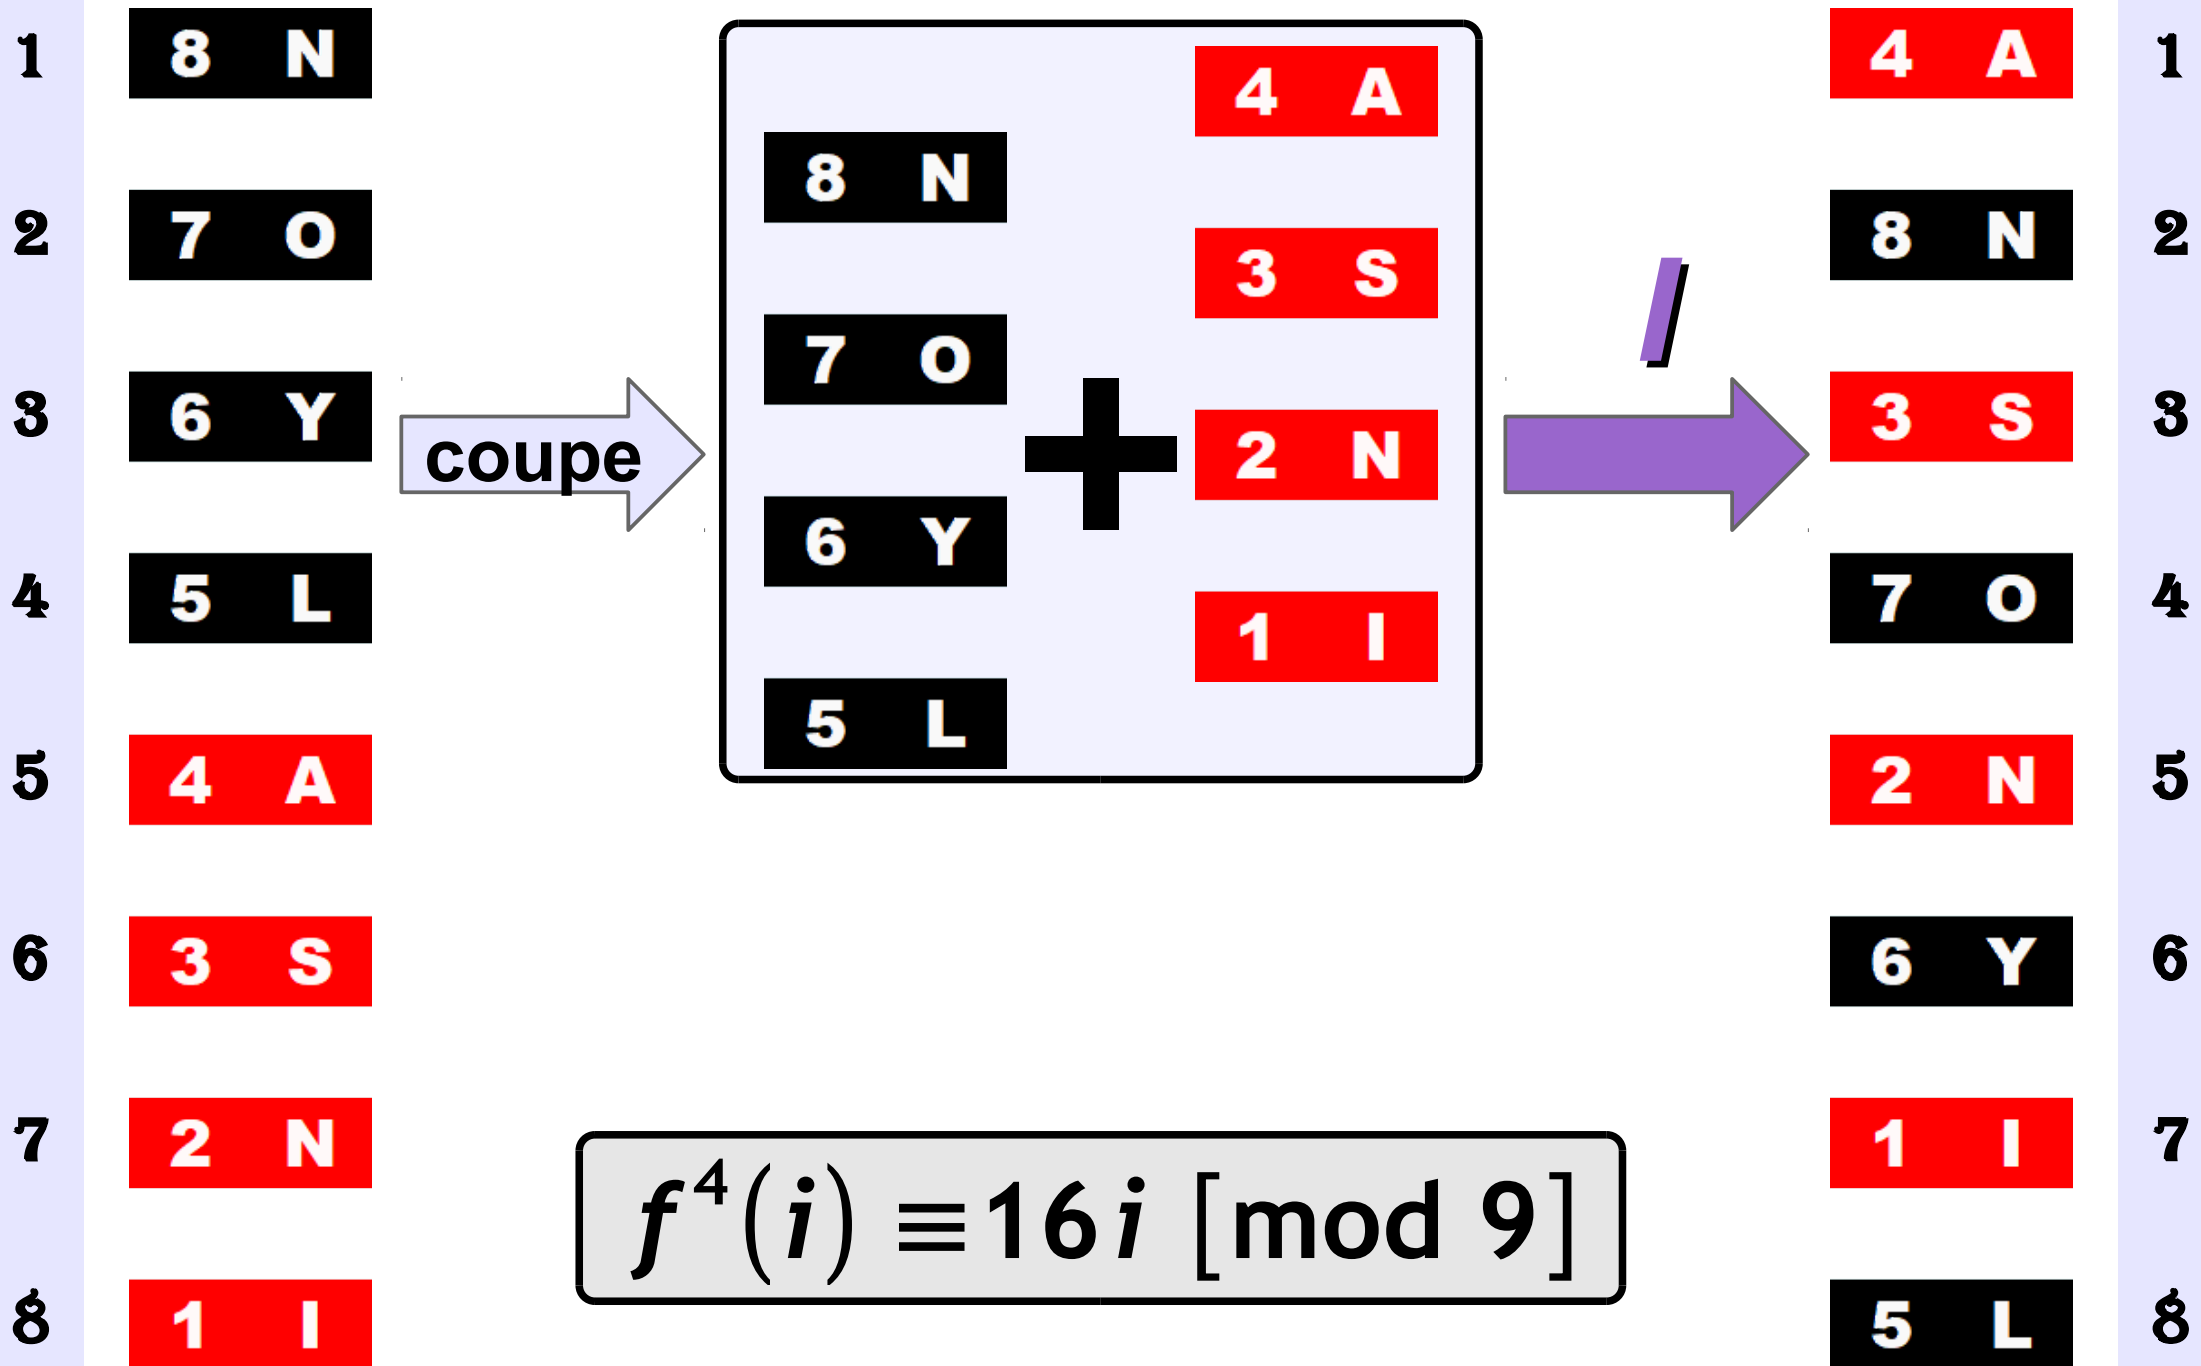 1 8 N 4 A 1
8 N
2 7 O 3 S 8 N 2
7 O I
3 6 Y coupe + 2 N 3 S 3
6 Y
4 5 L 1 I 7 O 4
5 L
5 4 A 2 N 5
6 3 S 6 Y 6
7 2 N 1 I 7
f⁴(i) ≡16i [mod 9]
8 1 I 5 L 8
4 A